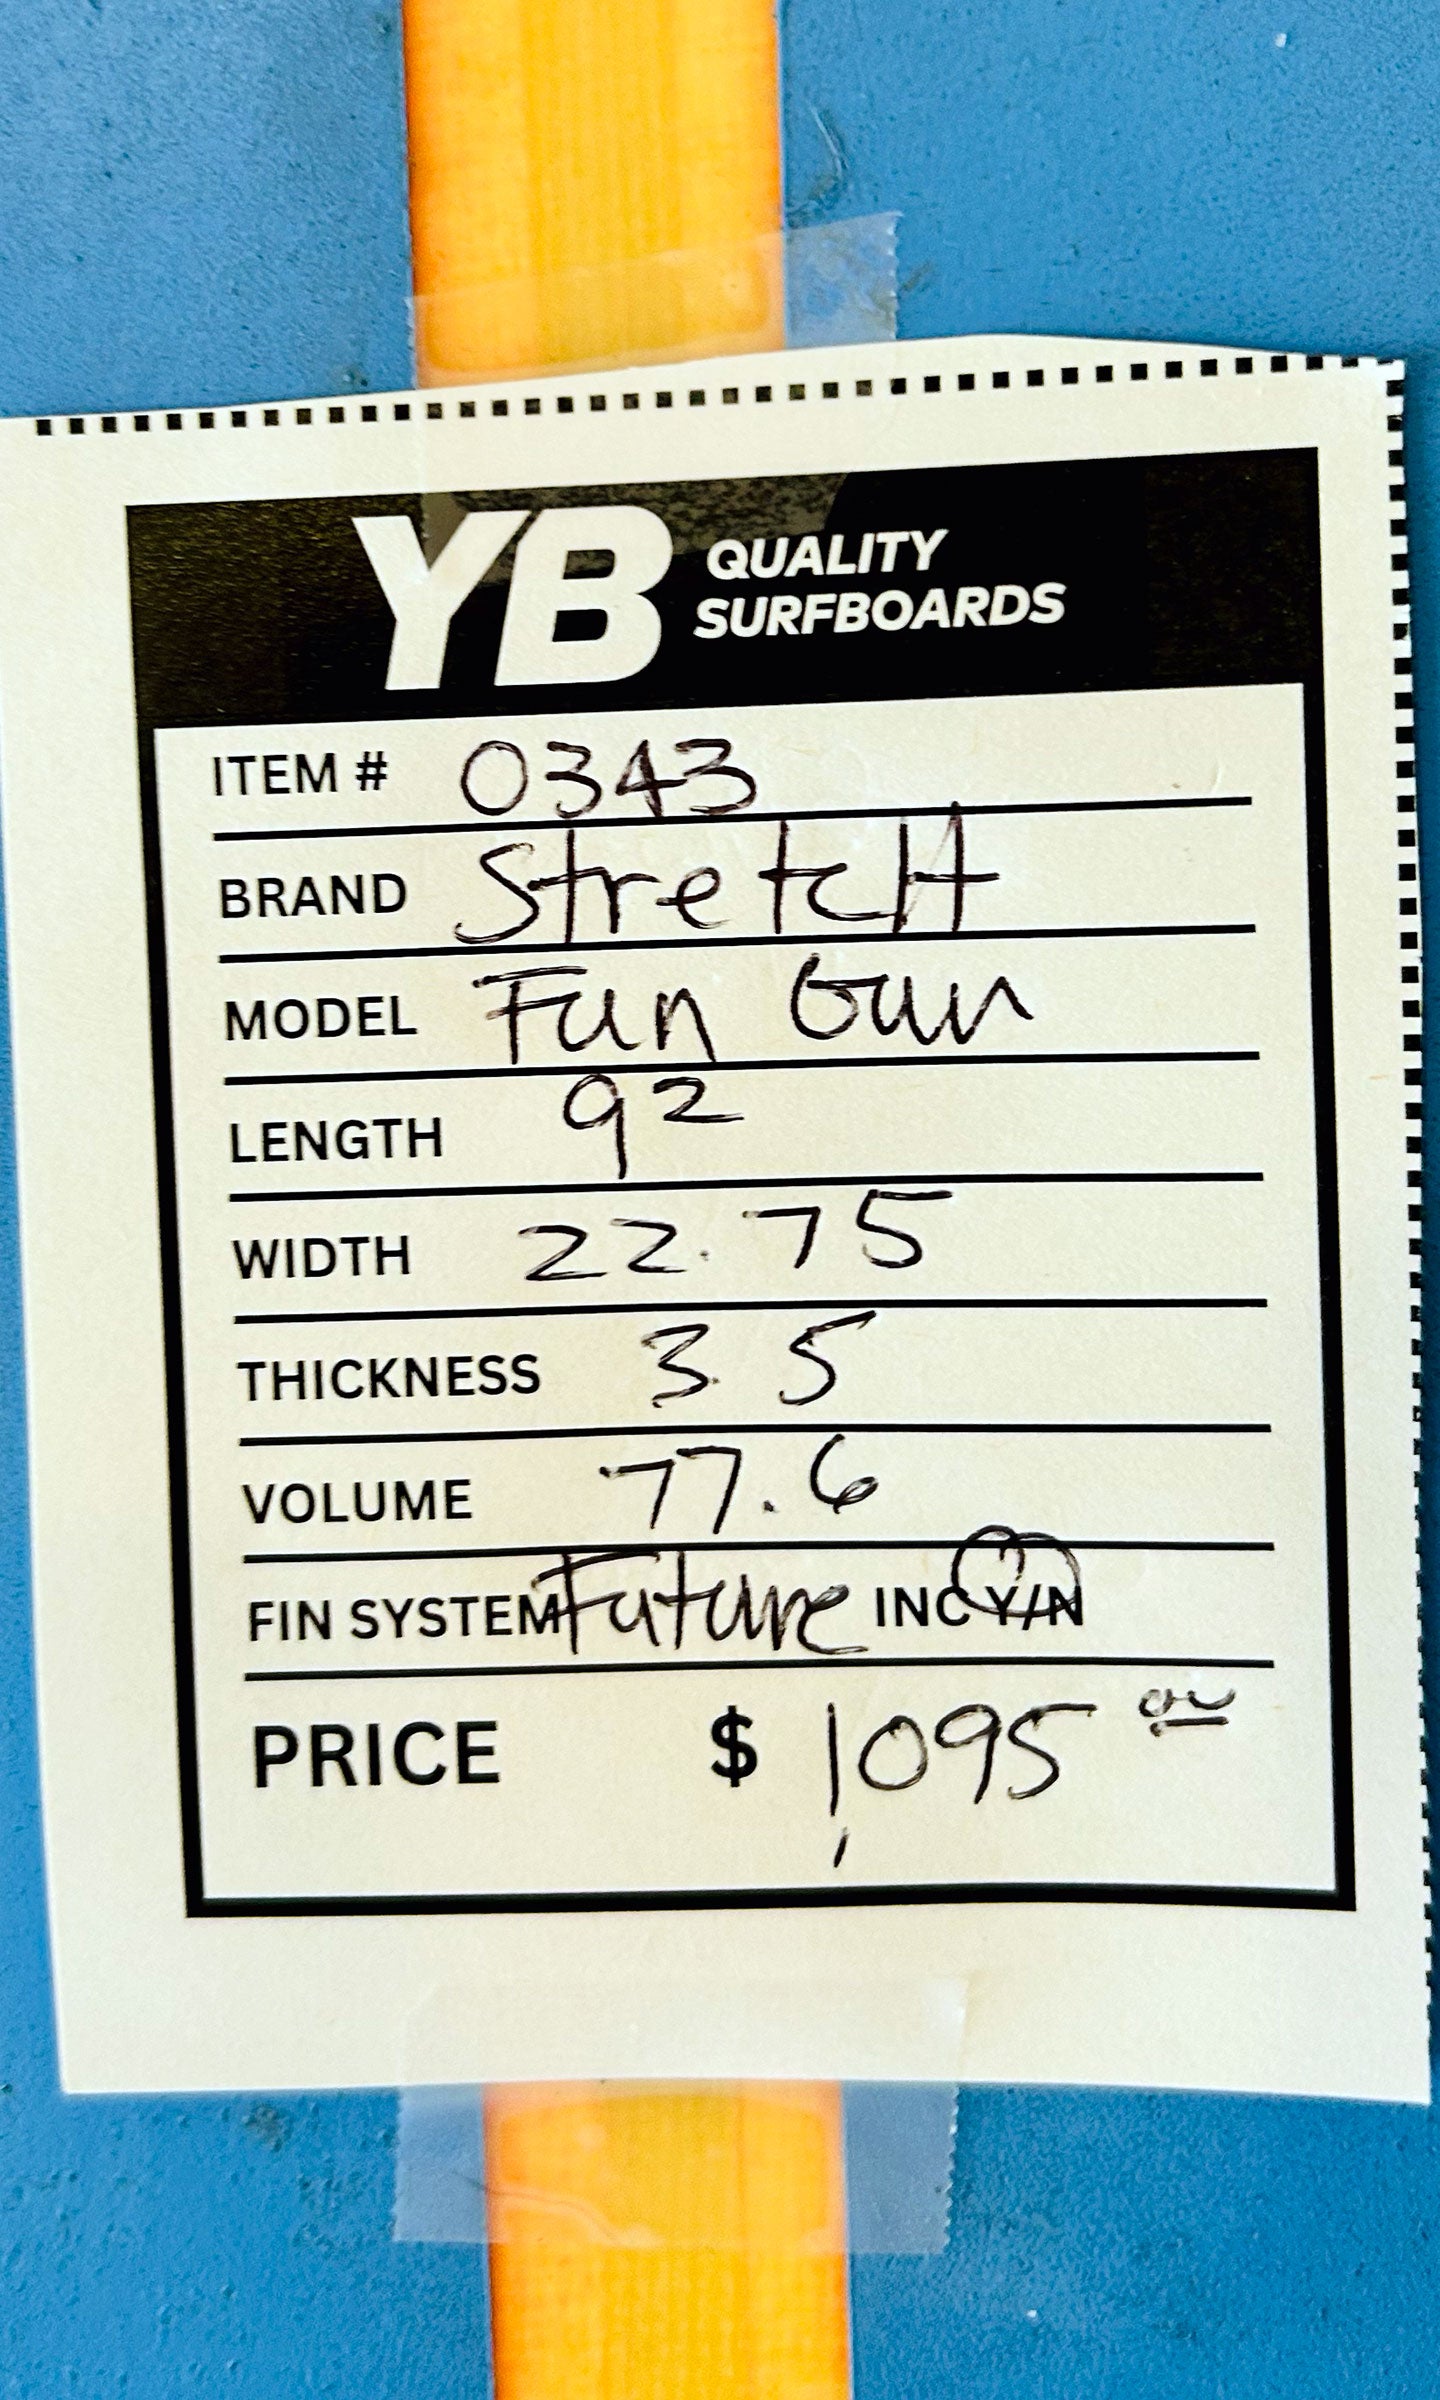 YB QUALITY
SURFBOARDS
ITEM # 0343
BRAND StretcH
MODEL Fun Gun
LENGTH 92
WIDTH 22.75
THICKNESS 3.5
VOLUME 77.6
FIN SYSTEM Future INC Y/N
PRICE $ 1,095 00